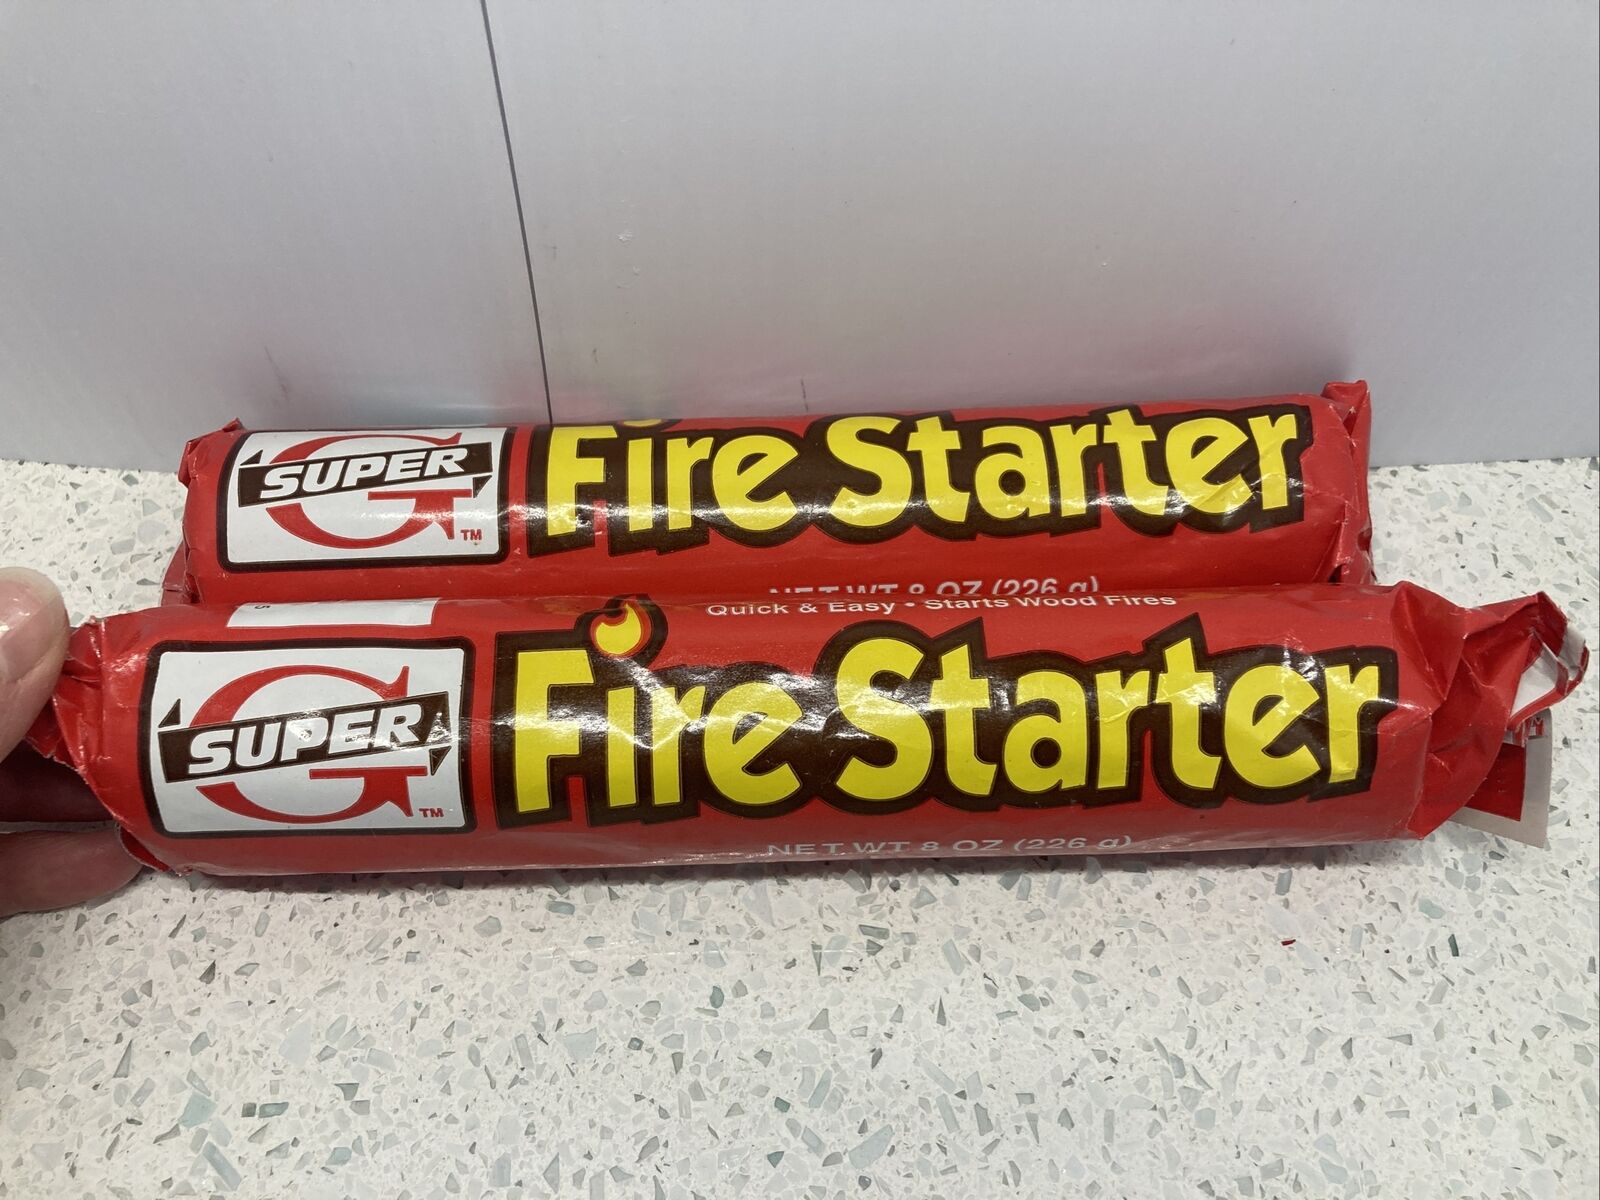 SUPER
G
TM
Fire Starter
NET WT 8 OZ (226 g)
Quick & Easy • Starts Wood Fires
SUPER
G
TM
Fire Starter
NET WT 8 OZ (226 g)